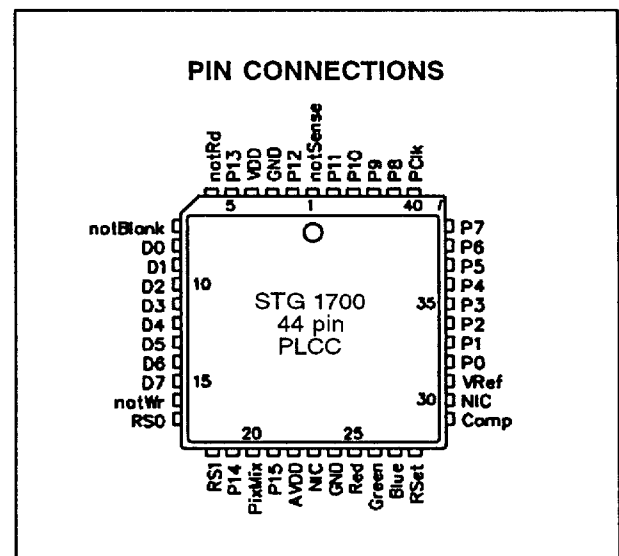 PIN CONNECTIONS
notRd
P13
VDD
GND
P12
notSense
P11
P10
P9
P8
PClk
5
1
40
notBlank
D0
D1
D2
D3
D4
D5
D6
D7
notWr
RS0
10
15
STG 1700
44 pin
PLCC
35
30
P7
P6
P5
P4
P3
P2
P1
P0
VRef
NIC
Comp
20
25
RS1
P14
PixMix
P15
AVDD
NIC
GND
Red
Green
Blue
RSet